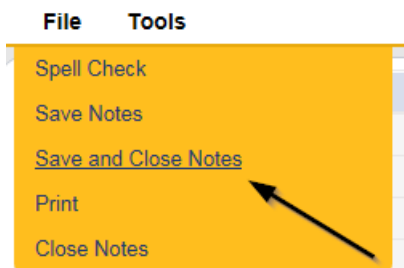 File Tools
Spell Check
Save Notes
Save and Close Notes
Print
Close Notes